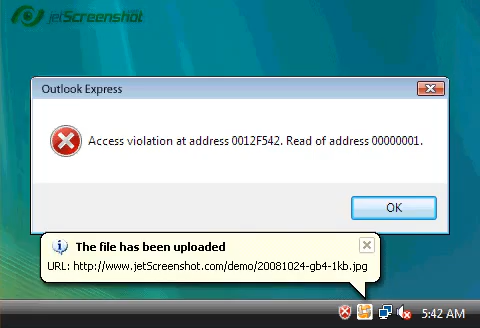 jetScreenshot
Outlook Express
Access violation at address 0012F542. Read of address 00000001.
OK
The file has been uploaded
URL: http://www.jetScreenshot.com/demo/20081024-gb4-1kb.jpg
5:42 AM